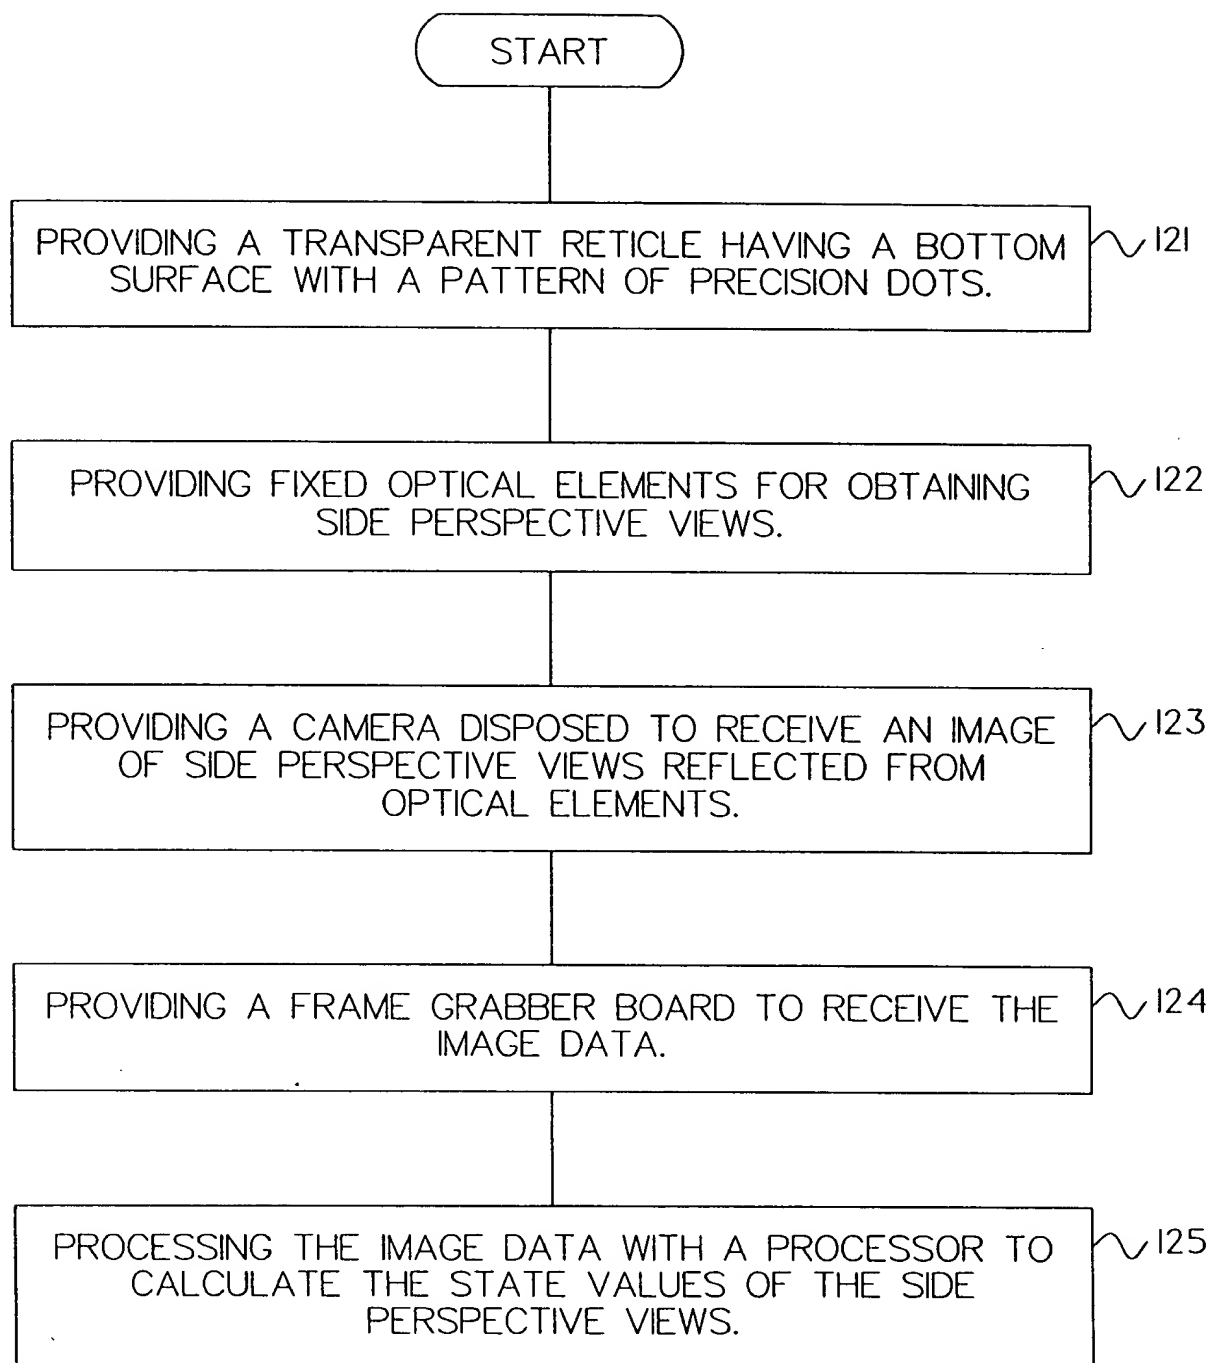 START
PROVIDING A TRANSPARENT RETICLE HAVING A BOTTOM
SURFACE WITH A PATTERN OF PRECISION DOTS.
121
PROVIDING FIXED OPTICAL ELEMENTS FOR OBTAINING
SIDE PERSPECTIVE VIEWS.
122
PROVIDING A CAMERA DISPOSED TO RECEIVE AN IMAGE
OF SIDE PERSPECTIVE VIEWS REFLECTED FROM
OPTICAL ELEMENTS.
123
PROVIDING A FRAME GRABBER BOARD TO RECEIVE THE
IMAGE DATA.
124
PROCESSING THE IMAGE DATA WITH A PROCESSOR TO
CALCULATE THE STATE VALUES OF THE SIDE
PERSPECTIVE VIEWS.
125